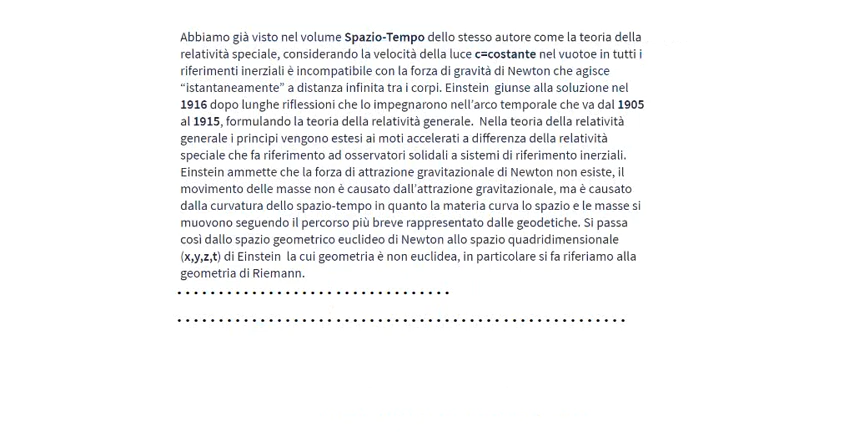 Abbiamo già visto nel volume Spazio-Tempo dello stesso autore come la teoria della
relatività speciale, considerando la velocità della luce c=costante nel vuotoe in tutti i
riferimenti inerziali è incompatibile con la forza di gravità di Newton che agisce
“istantaneamente” a distanza infinita tra i corpi. Einstein  giunse alla soluzione nel
1916 dopo lunghe riflessioni che lo impegnarono nell’arco temporale che va dal 1905
al 1915, formulando la teoria della relatività generale.  Nella teoria della relatività
generale i principi vengono estesi ai moti accelerati a differenza della relatività
speciale che fa riferimento ad osservatori solidali a sistemi di riferimento inerziali.
Einstein ammette che la forza di attrazione gravitazionale di Newton non esiste, il
movimento delle masse non è causato dall’attrazione gravitazionale, ma è causato
dalla curvatura dello spazio-tempo in quanto la materia curva lo spazio e le masse si
muovono seguendo il percorso più breve rappresentato dalle geodetiche. Si passa
così dallo spazio geometrico euclideo di Newton allo spazio quadridimensionale
(x,y,z,t) di Einstein  la cui geometria è non euclidea, in particolare si fa riferiamo alla
geometria di Riemann.